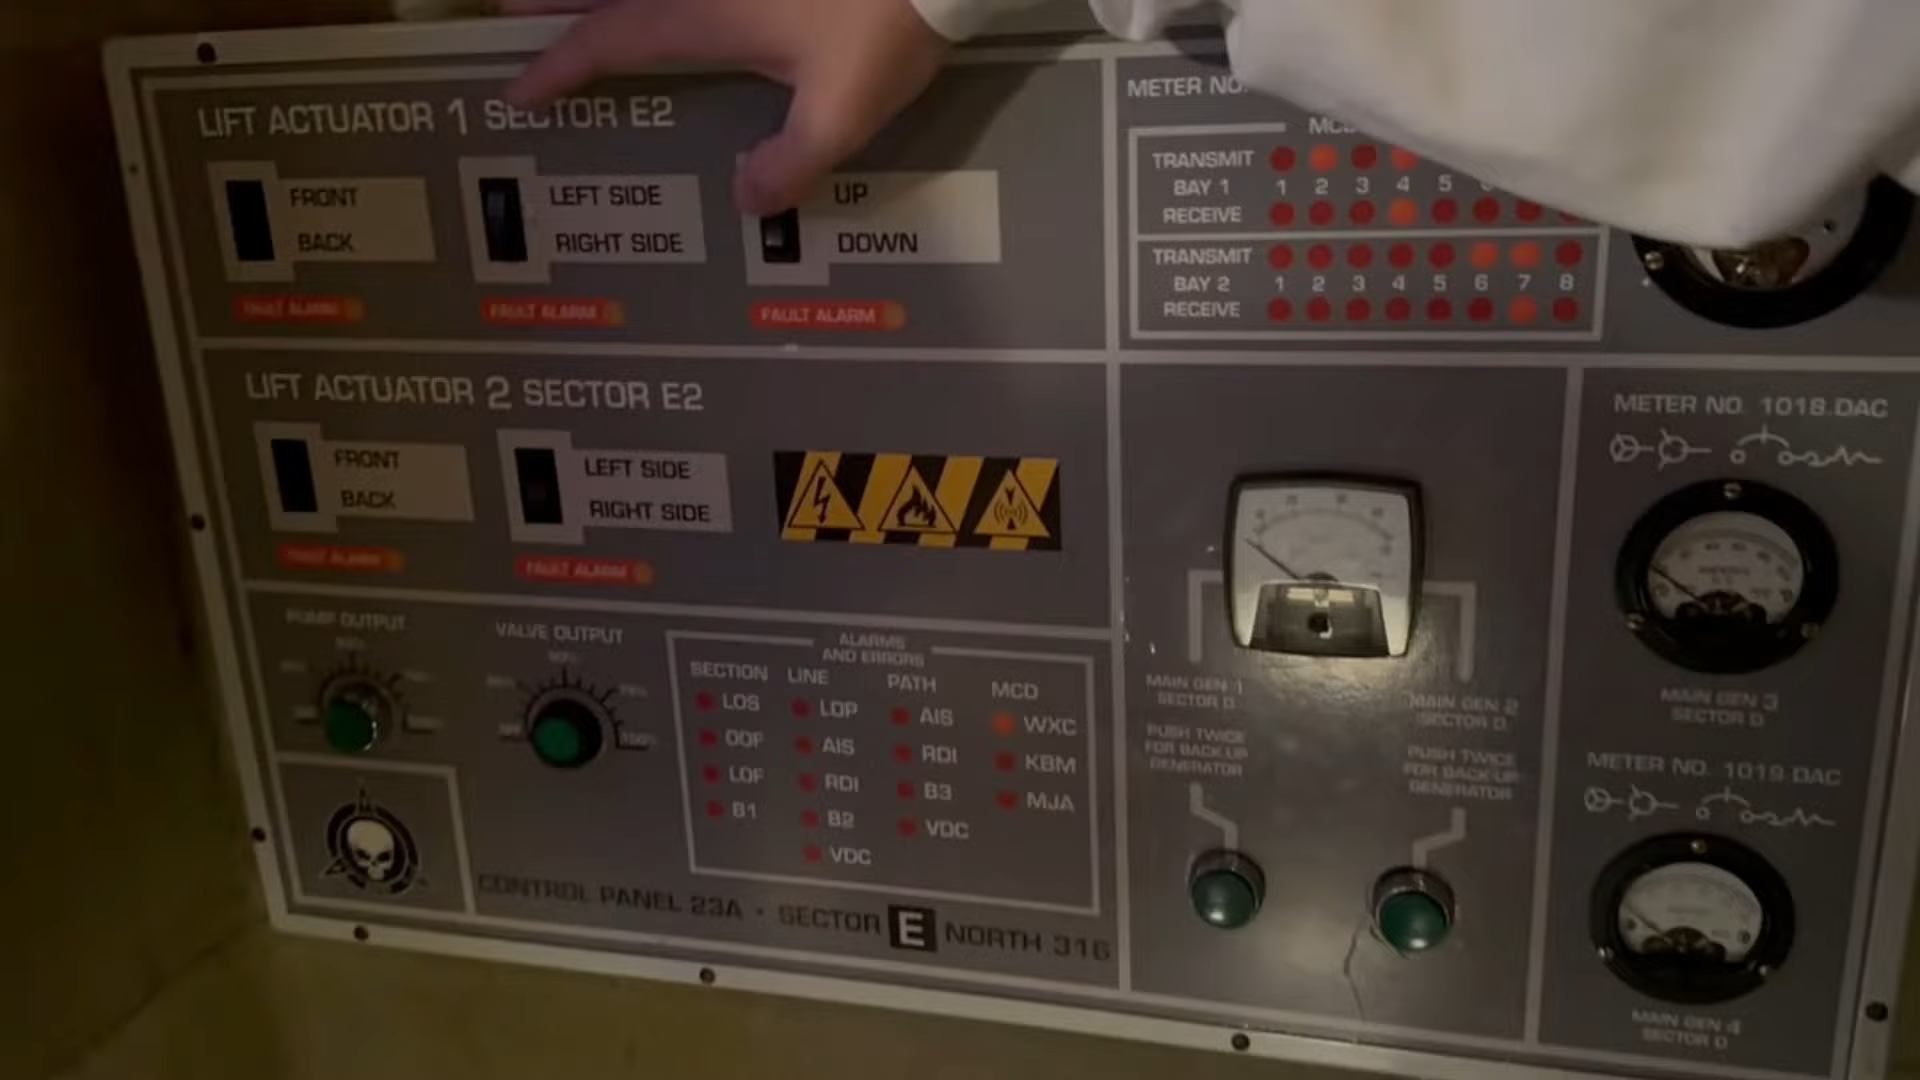 LIFT ACTUATOR 1 SECTOR E2
FRONT
BACK
LEFT SIDE
RIGHT SIDE
UP
DOWN
FAULT ALARM
FAULT ALARM
FAULT ALARM
LIFT ACTUATOR 2 SECTOR E2
FRONT
BACK
LEFT SIDE
RIGHT SIDE
FAULT ALARM
FAULT ALARM
PUMP OUTPUT
VALVE OUTPUT
50%
75%
100%
ALARMS
AND ERRORS
SECTION
LOS
OOF
LOF
B1
LINE
LOP
AIS
RDI
B2
VDC
PATH
AIS
RDI
B3
VDC
MCD
WXC
KBM
MJA
CONTROL PANEL 23A · SECTOR E NORTH 316
METER NO.
TRANSMIT
BAY 1
1 2 3 4 5
RECEIVE
TRANSMIT
BAY 2
1 2 3 4 5 6 7 8
RECEIVE
MAIN GEN 1
SECTOR D
PUSH TWICE
FOR BACK-UP
GENERATOR
MAIN GEN 2
SECTOR D
PUSH TWICE
FOR BACK-UP
GENERATOR
METER NO. 1018.DAC
MAIN GEN 3
SECTOR D
METER NO. 1019.DAC
MAIN GEN 4
SECTOR D